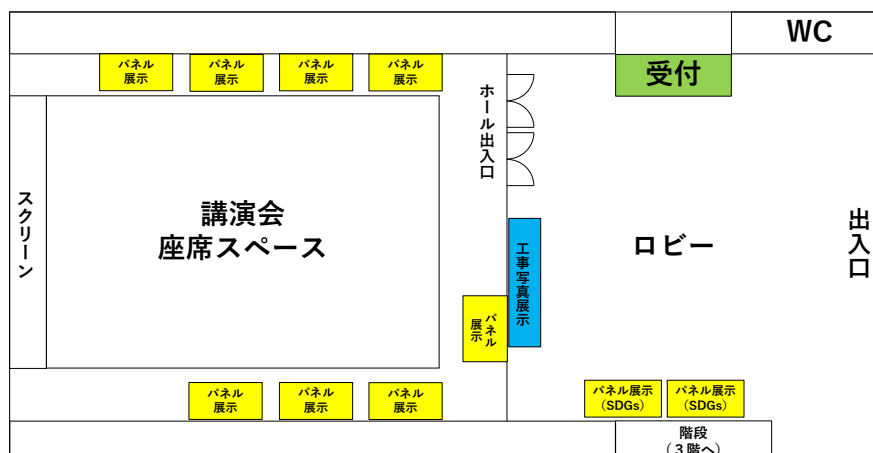 WC
受付
パネル
展示
パネル
展示
パネル
展示
パネル
展示
ホール出入口
スクリーン
講演会
座席スペース
工事写真展示
ロビー
出入口
パネル
展示
パネル
展示
パネル
展示
パネル
展示
パネル展示
（SDGs）
パネル展示
（SDGs）
階段
（３階へ）